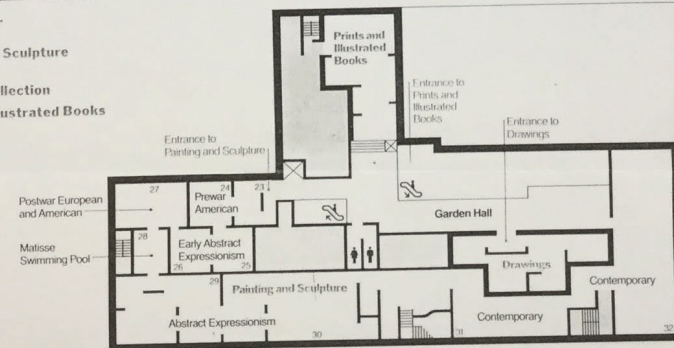 Sculpture
llection
ustrated Books
Prints and
Illustrated
Books
Entrance to
Prints and
Illustrated
Books
Entrance to
Drawings
Entrance to
Painting and Sculpture
27
24
23
Postwar European
and American
Prewar
American
Garden Hall
28
Matisse
Swimming Pool
Early Abstract
Expressionism
26
25
Drawings
29
Painting and Sculpture
Contemporary
Abstract Expressionism
30
31
Contemporary
32